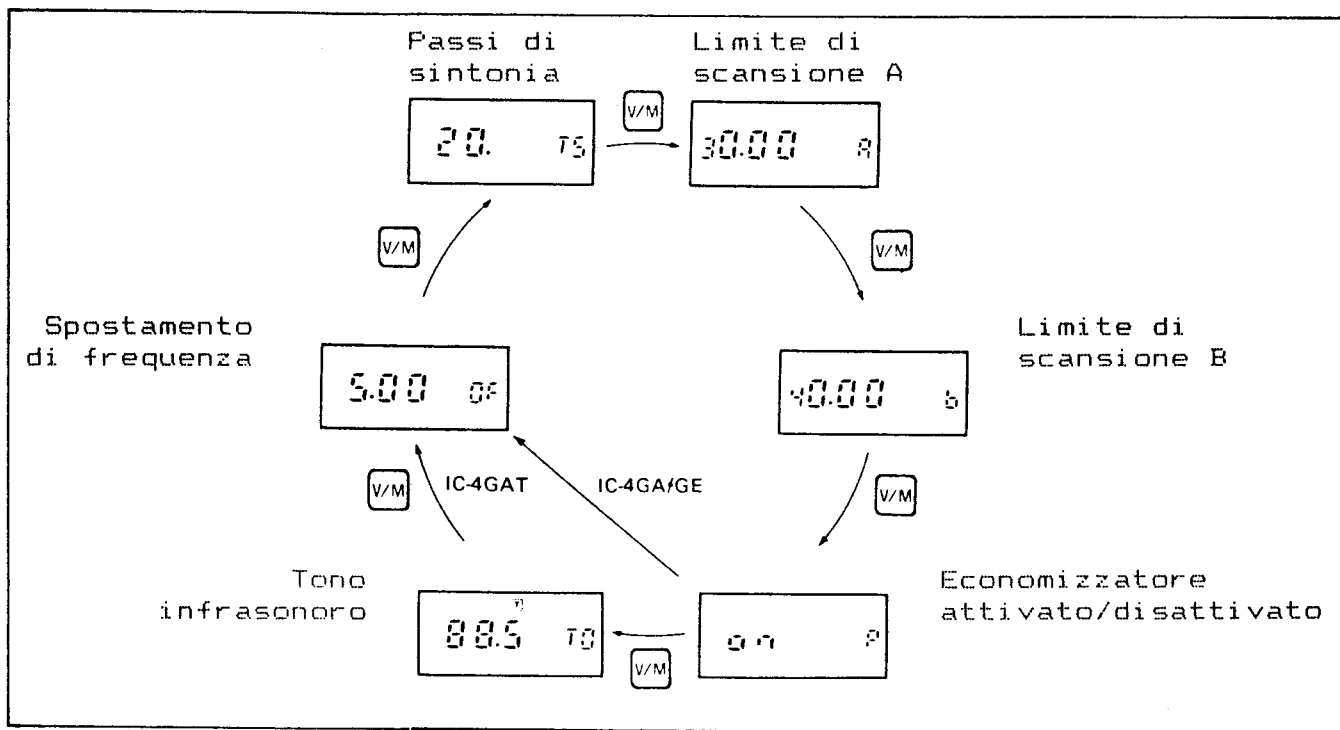 Passi di
sintonia
20. TS
V/M
Limite di
scansione A
30.00 A
V/M
Limite di
scansione B
40.00 b
V/M
Economizzatore
attivato/disattivato
on P
V/M
Tono
infrasonoro
88.5 T TO
IC-4GAT
IC-4GA/GE
V/M
Spostamento
di frequenza
5.00 OF
V/M